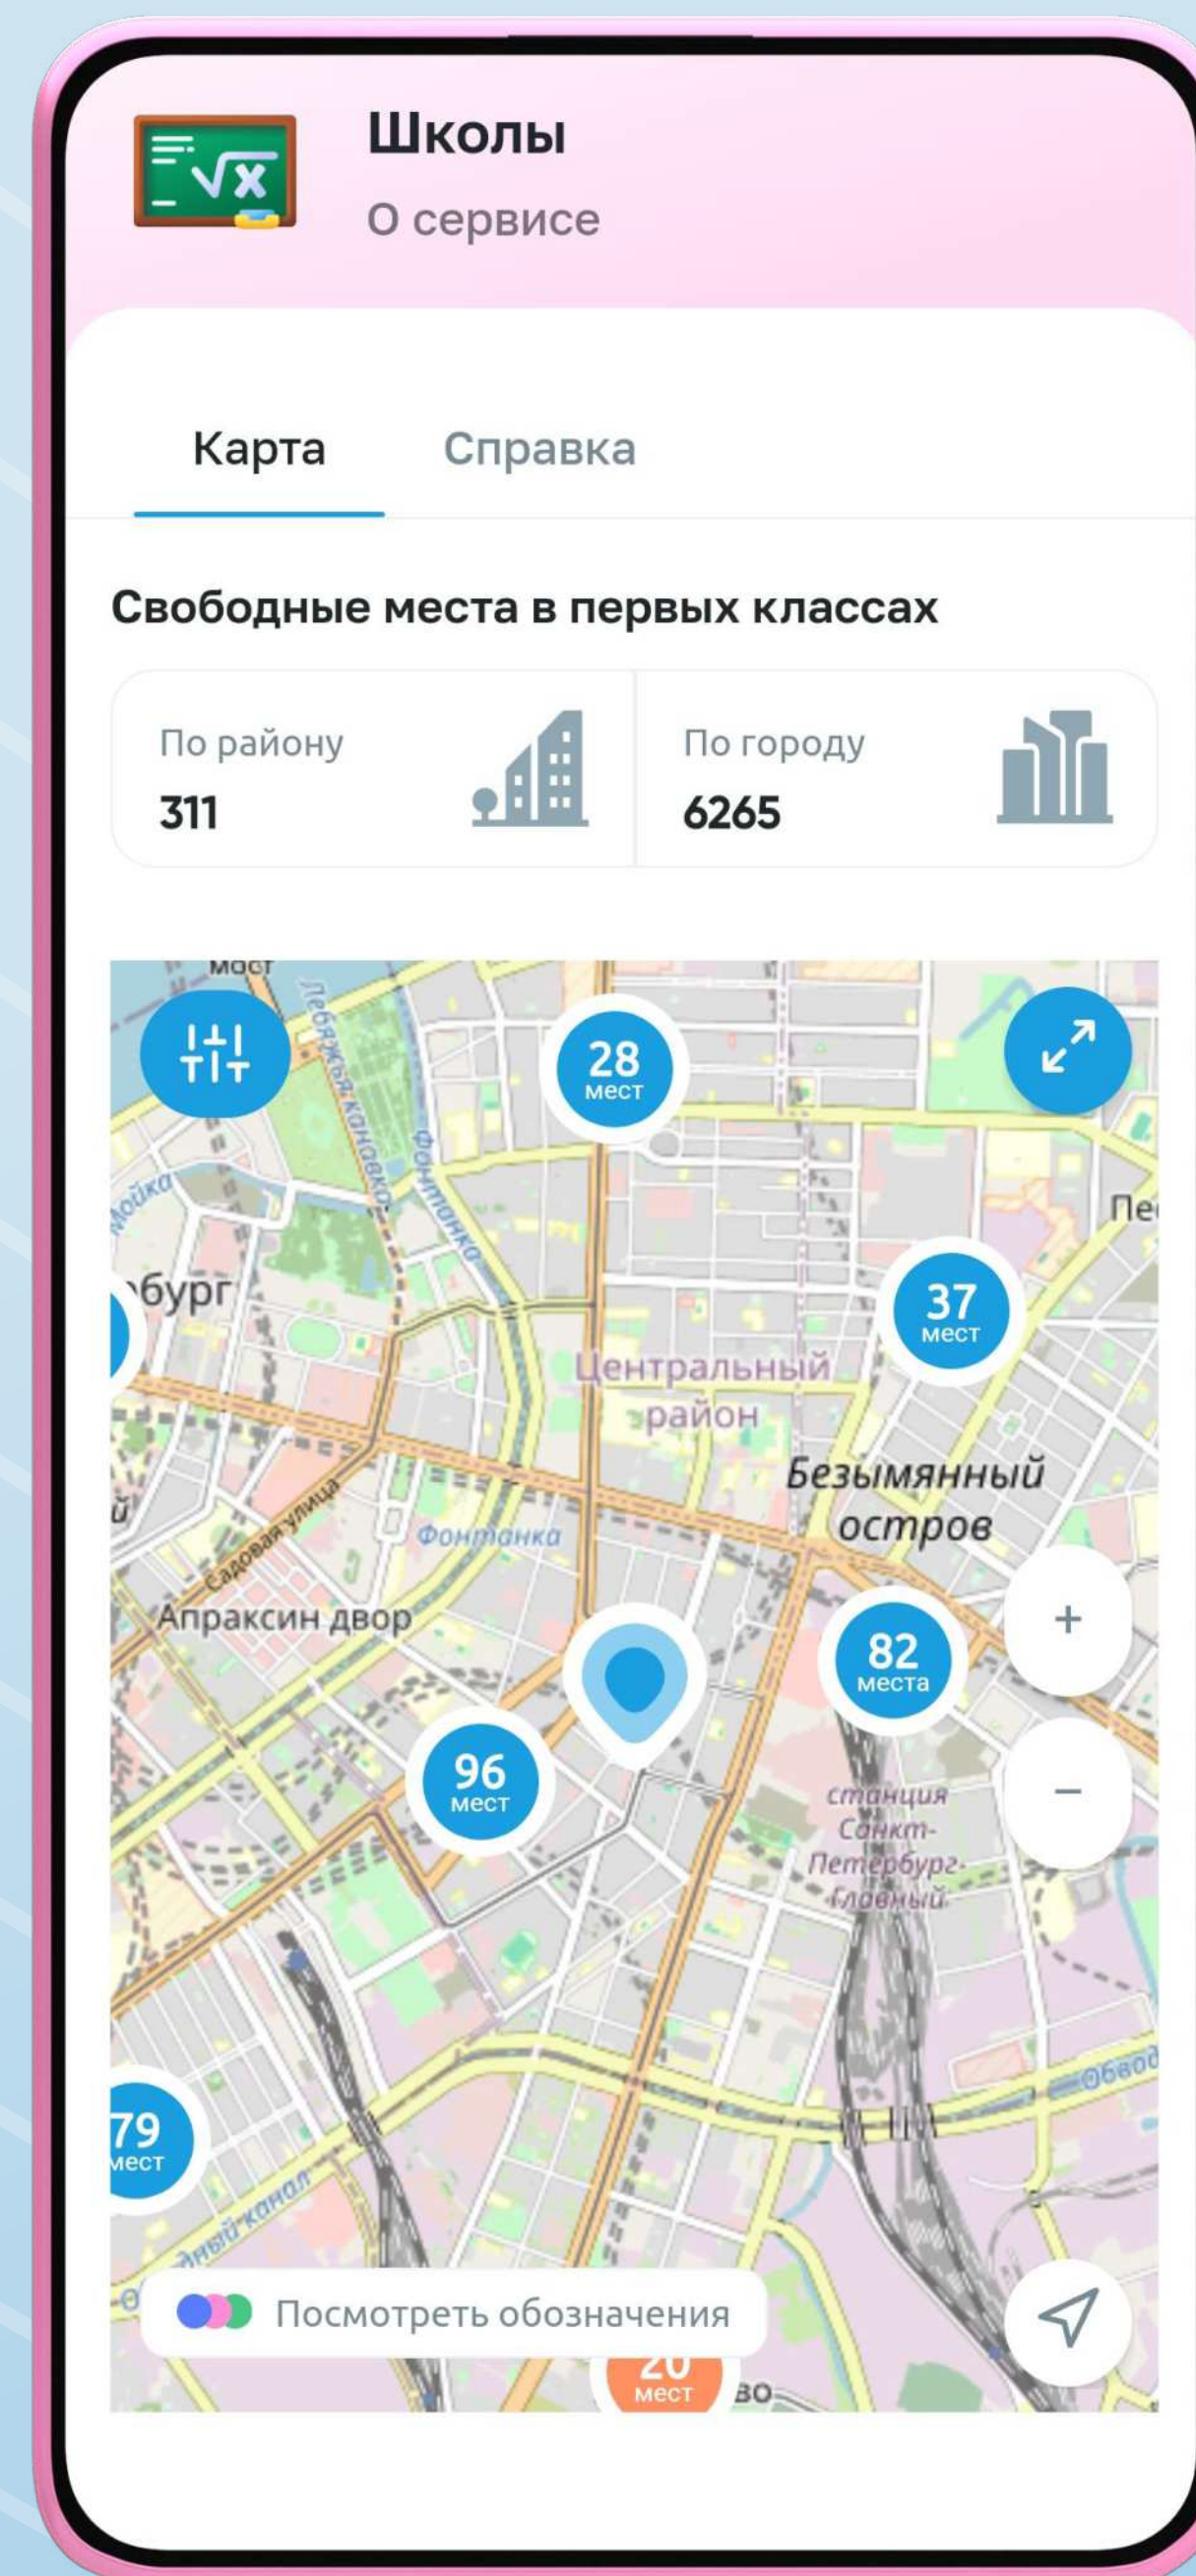 Школы
О сервисе
Карта
Справка
Свободные места в первых классах
По району
311
По городу
6265
мост
Лебяжья канавка
28
мест
Фонтанка
Мойка
37
мест
Центральный
район
Безымянный
остров
Садовая улица
Фонтанка
Апраксин двор
82
места
+
96
мест
−
станция
Санкт-
Петербург-
Главный
79
мест
Посмотреть обозначения
20
мест